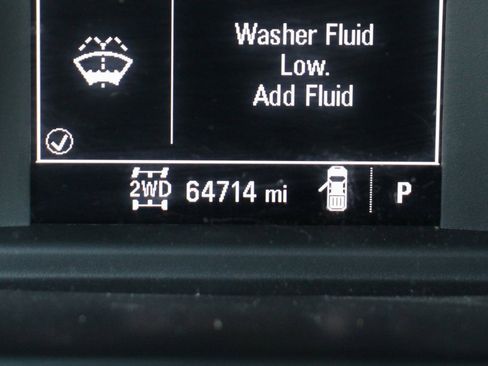 Washer Fluid
Low.
Add Fluid
2WD 64714 mi P